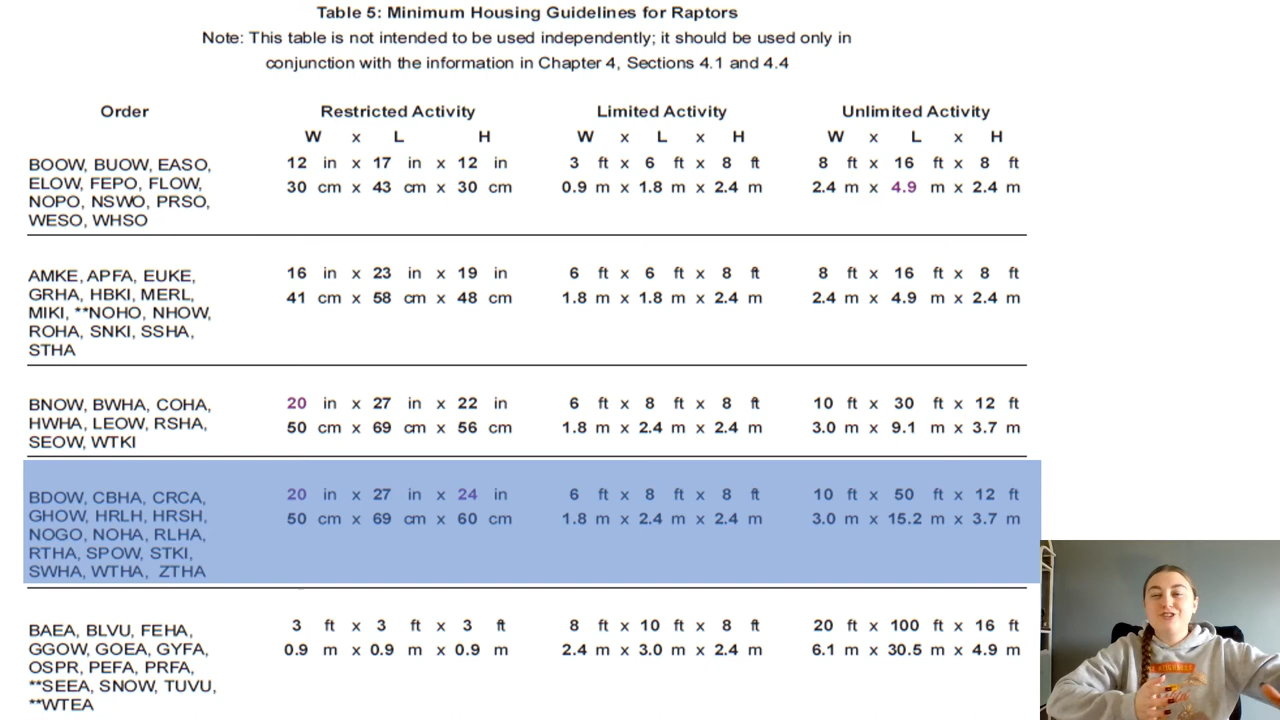 Table 5: Minimum Housing Guidelines for Raptors
Note: This table is not intended to be used independently; it should be used only in
conjunction with the information in Chapter 4, Sections 4.1 and 4.4
Order Restricted Activity Limited Activity Unlimited Activity
W x L H W x L x H W x L x H
BOOW, BUOW, EASO, 12 in x 17 in x 12 in 3 ft x 6 ft x 8 ft 8 ft x 16 ft x 8 ft
ELOW, FEPO, FLOW, 30 cm x 43 cm x 30 cm 0.9 m x 1.8 m x 2.4 m 2.4 m x 4.9 m x 2.4 m
NOPO, NSWO, PRSO,
WESO, WHSO
AMKE, APFA, EUKE, 16 in x 23 in x 19 in 6 ft x 6 ft x 8 ft 8 ft x 16 ft x 8 ft
GRHA, HBKI, MERL, 41 cm x 58 cm x 48 cm 1.8 m x 1.8 m x 2.4 m 2.4 m x 4.9 m x 2.4 m
MIKI, **NOHO, NHOW,
ROHA, SNKI, SSHA,
STHA
BNOW, BWHA, COHA, 20 in x 27 in x 22 in 6 ft x 8 ft x 8 ft 10 ft x 30 ft x 12 ft
HWHA, LEOW, RSHA, 50 cm x 69 cm x 56 cm 1.8 m x 2.4 m x 2.4 m 3.0 m x 9.1 m x 3.7 m
SEOW, WTKI
BDOW, CBHA, CRCA, 20 in x 27 in x 24 in 6 ft x 8 ft x 8 ft 10 ft x 50 ft x 12 ft
GHOW, HRLH, HRSH, 50 cm x 69 cm x 60 cm 1.8 m x 2.4 m x 2.4 m 3.0 m x 15.2 m x 3.7 m
NOGO, NOHA, RLHA,
RTHA, SPOW, STKI,
SWHA, WTHA, ZTHA
BAEA, BLVU, FEHA, 3 ft x 3 ft x 3 ft 8 ft x 10 ft x 8 ft 20 ft x 100 ft x 16 ft
GGOW, GOEA, GYFA, 0.9 m x 0.9 m x 0.9 m 2.4 m x 3.0 m x 2.4 m 6.1 m x 30.5 m x 4.9 m
OSPR, PEFA, PRFA,
**SEEA, SNOW, TUVU,
**WTEA